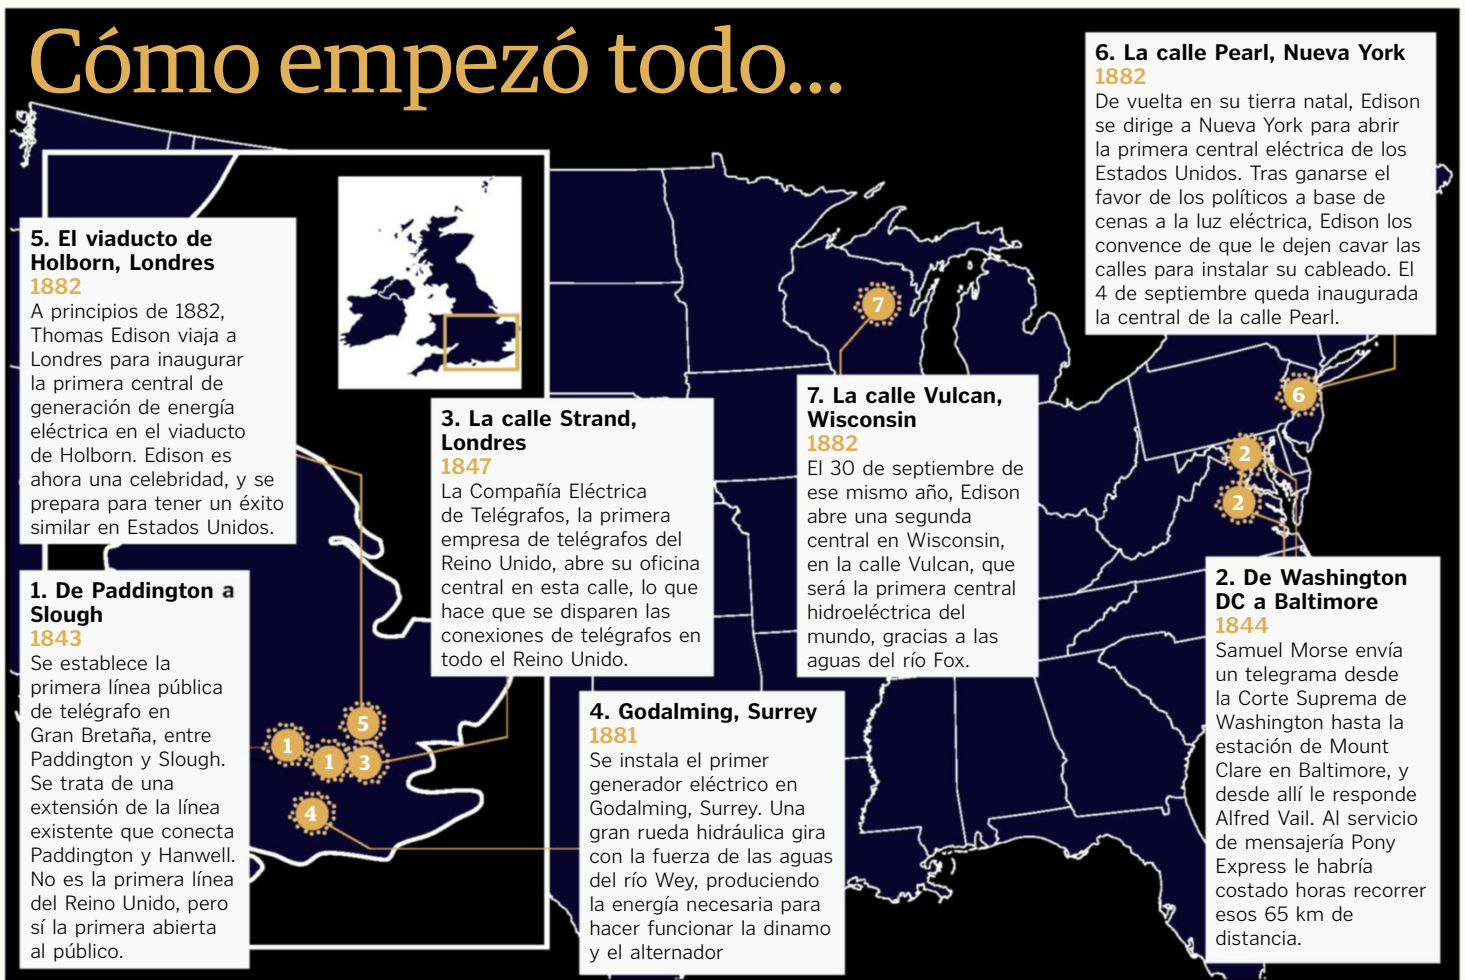 Cómo empezó todo...
5. El viaducto de
Holborn, Londres
1882
A principios de 1882,
Thomas Edison viaja a
Londres para inaugurar
la primera central de
generación de energía
eléctrica en el viaducto
de Holborn. Edison es
ahora una celebridad, y se
prepara para tener un éxito
similar en Estados Unidos.
1. De Paddington a
Slough
1843
Se establece la
primera línea pública
de telégrafo en
Gran Bretaña, entre
Paddington y Slough.
Se trata de una
extensión de la línea
existente que conecta
Paddington y Hanwell.
No es la primera línea
del Reino Unido, pero
sí la primera abierta
al público.
3. La calle Strand,
Londres
1847
La Compañía Eléctrica
de Telégrafos, la primera
empresa de telégrafos del
Reino Unido, abre su oficina
central en esta calle, lo que
hace que se disparen las
conexiones de telégrafos en
todo el Reino Unido.
4. Godalming, Surrey
1881
Se instala el primer
generador eléctrico en
Godalming, Surrey. Una
gran rueda hidráulica gira
con la fuerza de las aguas
del río Wey, produciendo
la energía necesaria para
hacer funcionar la dinamo
y el alternador
7. La calle Vulcan,
Wisconsin
1882
El 30 de septiembre de
ese mismo año, Edison
abre una segunda
central en Wisconsin,
en la calle Vulcan, que
será la primera central
hidroeléctrica del
mundo, gracias a las
aguas del río Fox.
6. La calle Pearl, Nueva York
1882
De vuelta en su tierra natal, Edison
se dirige a Nueva York para abrir
la primera central eléctrica de los
Estados Unidos. Tras ganarse el
favor de los políticos a base de
cenas a la luz eléctrica, Edison los
convence de que le dejen cavar las
calles para instalar su cableado. El
4 de septiembre queda inaugurada
la central de la calle Pearl.
2. De Washington
DC a Baltimore
1844
Samuel Morse envía
un telegrama desde
la Corte Suprema de
Washington hasta la
estación de Mount
Clare en Baltimore, y
desde allí le responde
Alfred Vail. Al servicio
de mensajería Pony
Express le habría
costado horas recorrer
esos 65 km de
distancia.
5
1
1
3
4
7
6
2
2